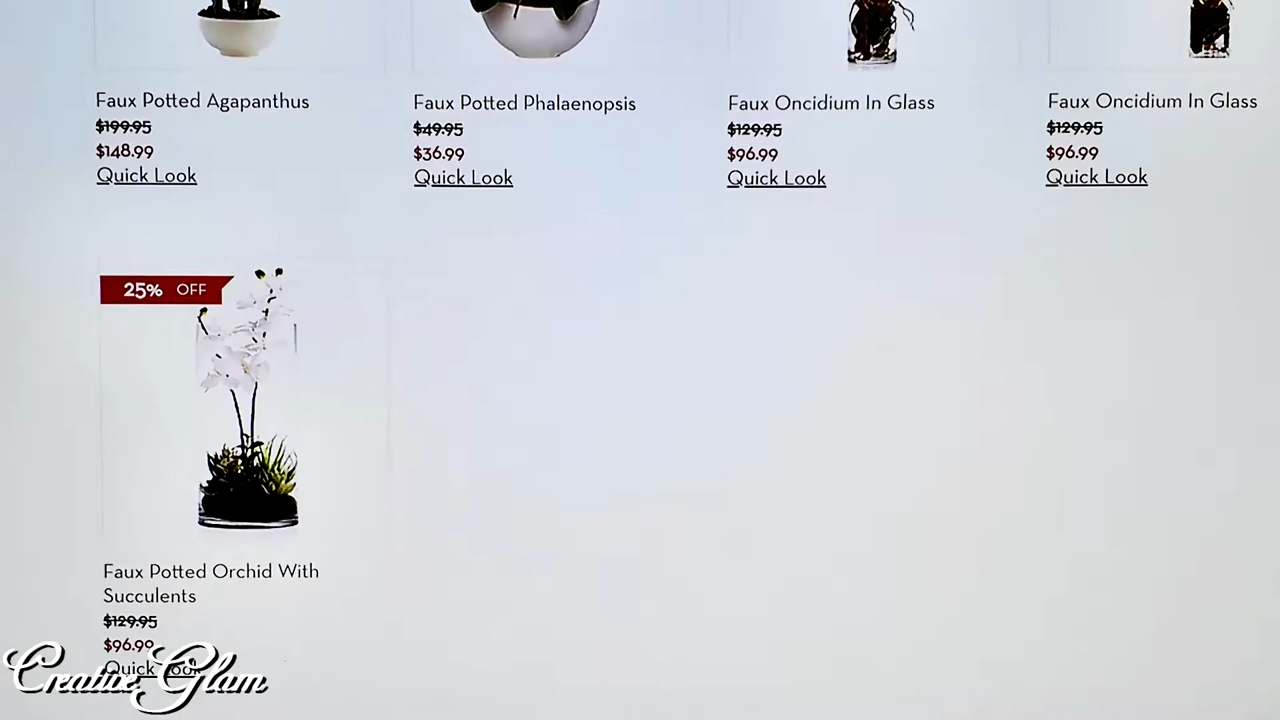 Faux Potted Agapanthus
$199.95
$148.99
Quick Look
Faux Potted Phalaenopsis
$49.95
$36.99
Quick Look
Faux Oncidium In Glass
$129.95
$96.99
Quick Look
Faux Oncidium In Glass
$129.95
$96.99
Quick Look
25% OFF
Faux Potted Orchid With
Succulents
$129.95
$96.99
Quick Look
Creative Glam